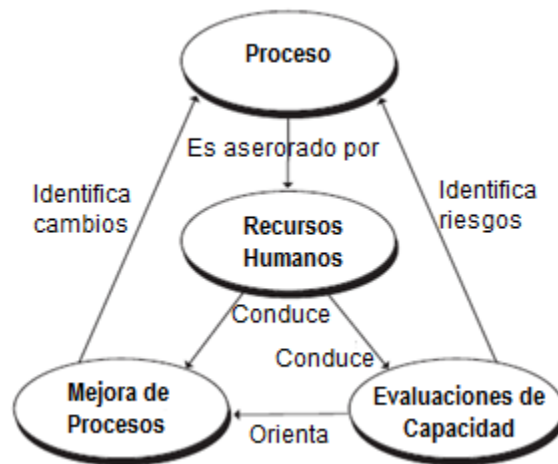 Proceso
Es aserorado por
Identifica
cambios
Identifica
riesgos
Recursos
Humanos
Conduce
Conduce
Mejora de
Procesos
Orienta
Evaluaciones de
Capacidad